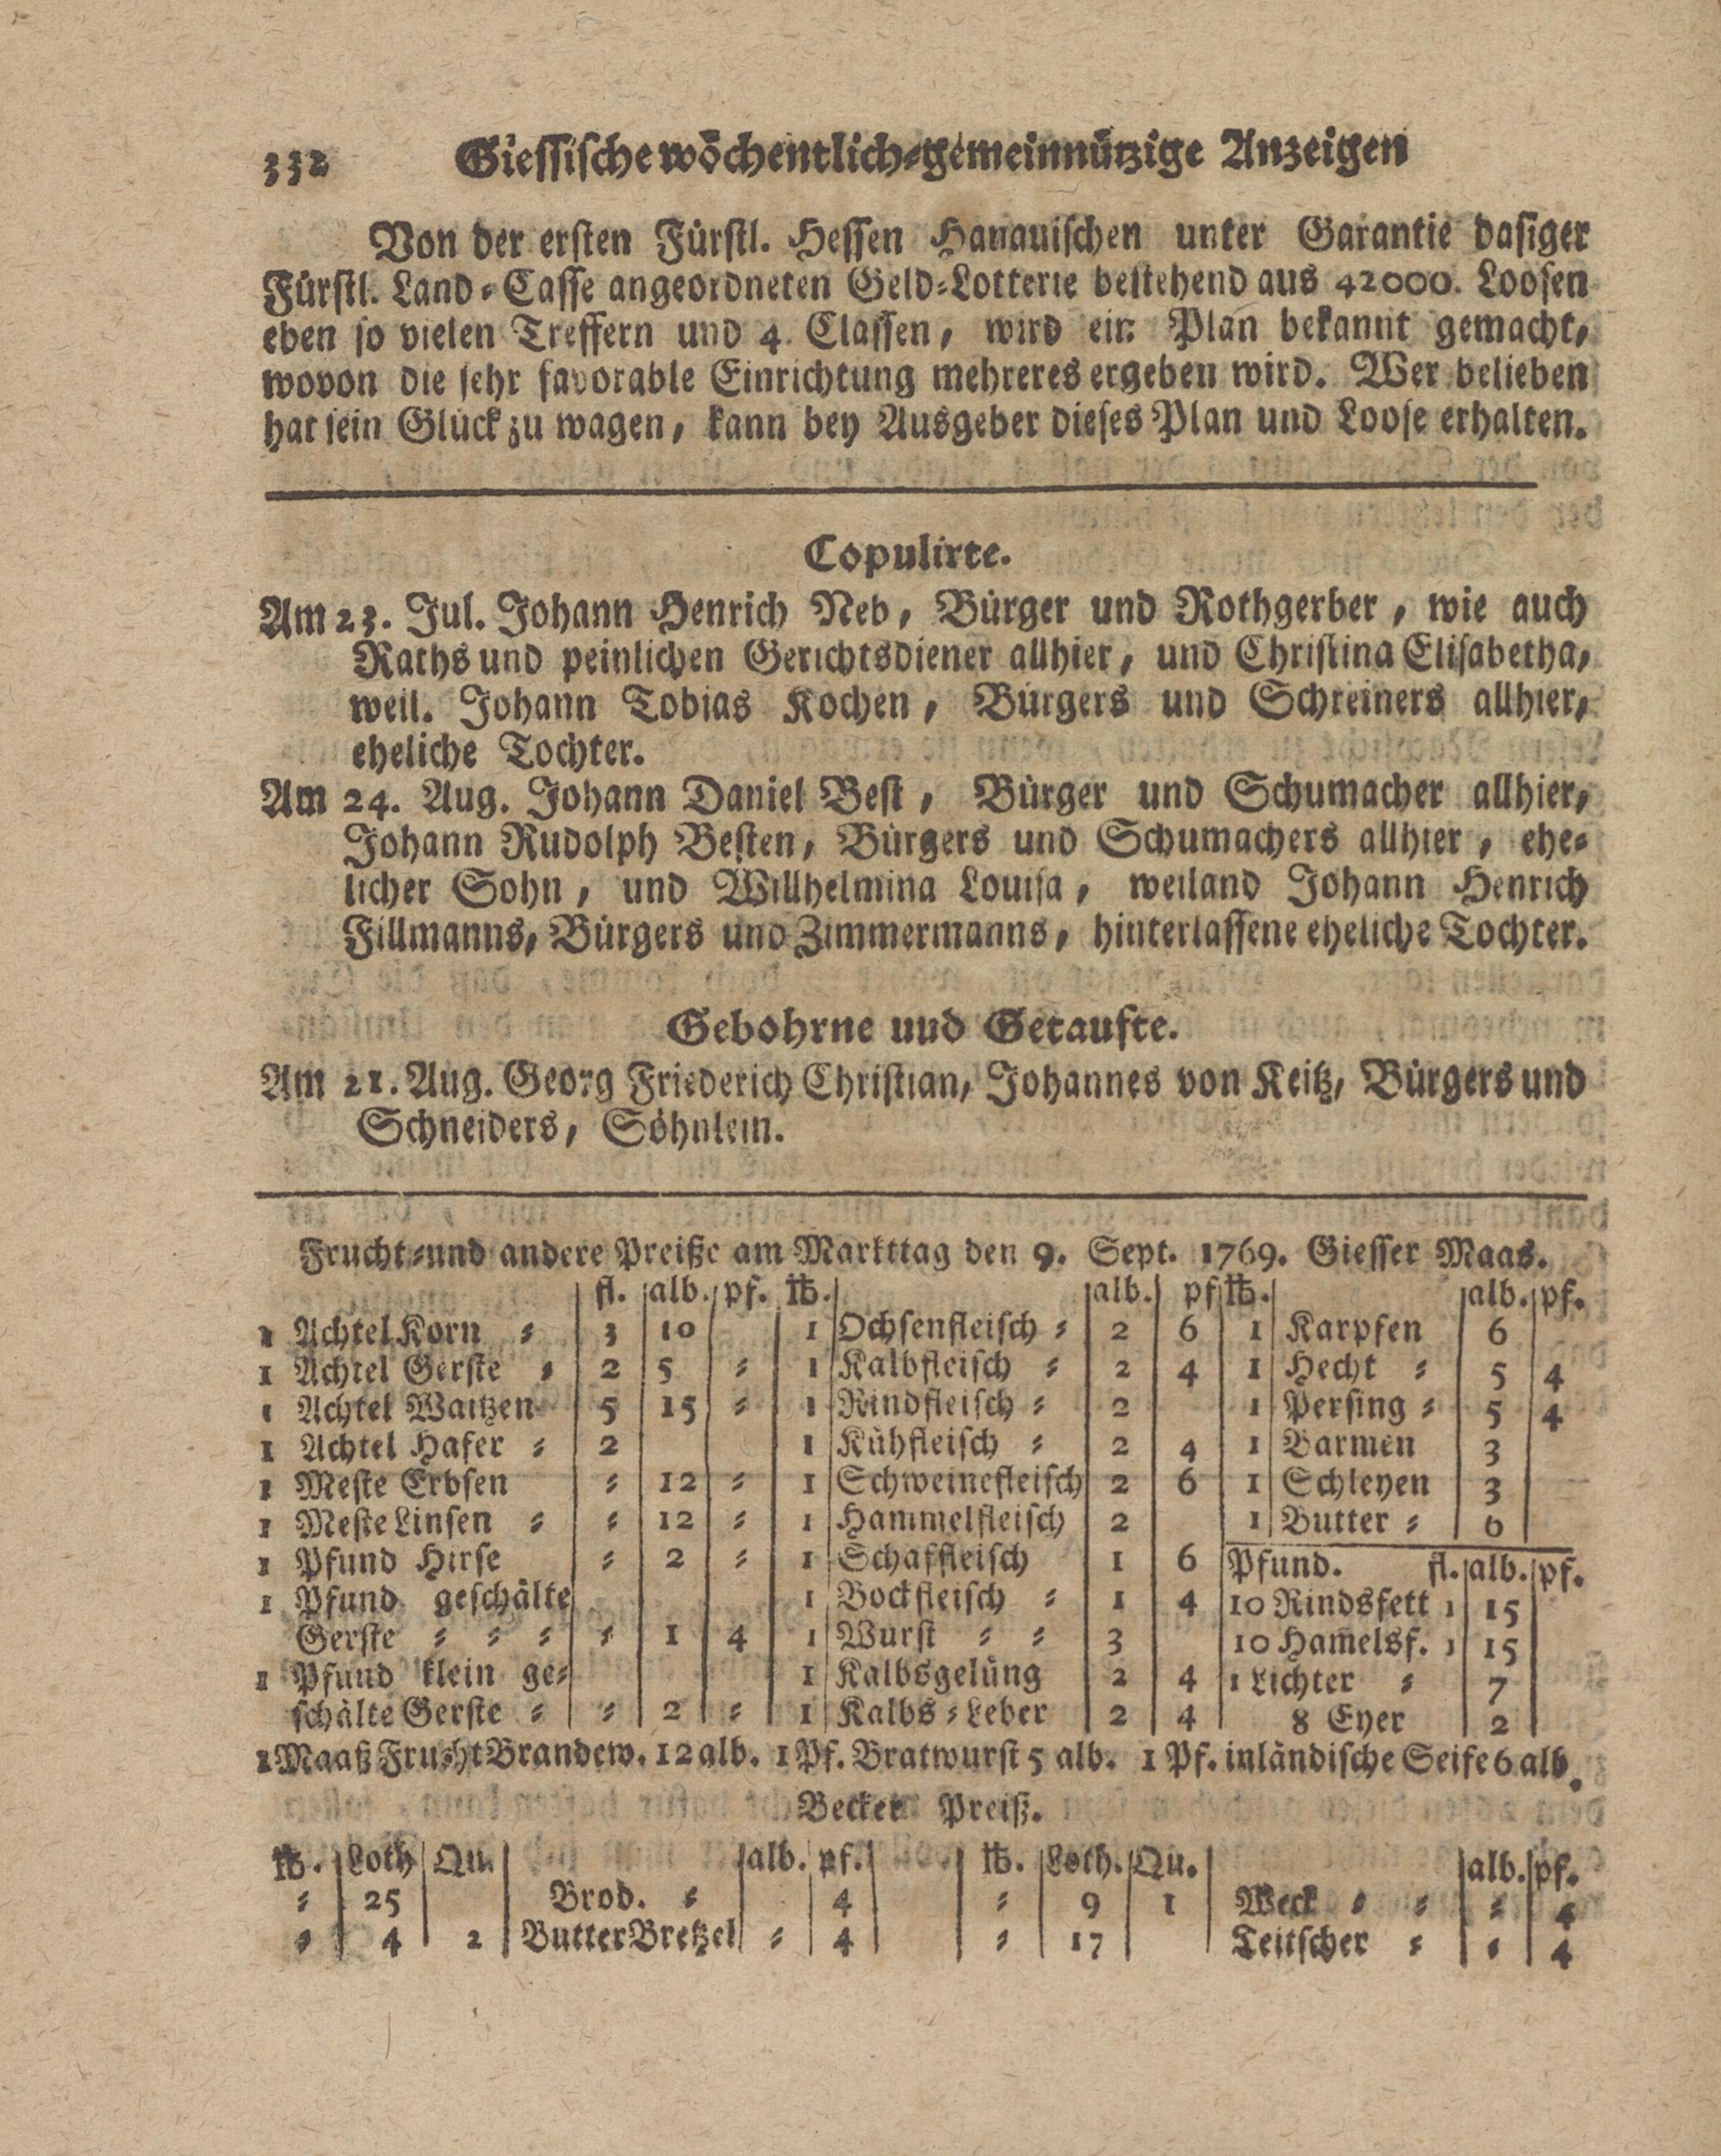 332 Giessische wöchentlich-gemeinnützige Anzeigen
Von der ersten Fürstl. Hessen Hanauischen unter Garantie dasiger
Fürstl. Land-Casse angeordneten Geld-Lotterie bestehend aus 42000. Loosen
eben so vielen Treffern und 4. Classen, wird ein Plan bekannt gemacht,
wovon die sehr favorable Einrichtung mehreres ergeben wird. Wer belieben
hat sein Glück zu wagen, kann bey Ausgeber dieses Plan und Loose erhalten.
Copulirte.
Am 23. Jul. Johann Henrich Neb, Bürger und Rothgerber, wie auch
Raths und peinlichen Gerichtsdiener allhier, und Christina Elisabetha,
weil. Johann Tobias Kochen, Bürgers und Schreiners allhier,
eheliche Tochter.
Am 24. Aug. Johann Daniel Best, Bürger und Schumacher allhier,
Johann Rudolph Besten, Bürgers und Schumachers allhier, ehe-
licher Sohn, und Willhelmina Louisa, weiland Johann Henrich
Fillmanns, Bürgers und Zimmermanns, hinterlassene eheliche Tochter.
Gebohrne uud Getaufte.
Am 21. Aug. Georg Friederich Christian, Johannes von Keitz, Bürgers und
Schneiders, Söhnlein.
Frucht-und andere Preiße am Markttag den 9. Sept. 1769. Giesser Maas.
fl. alb. pf. ℔. alb. pf ℔. alb. pf.
1 Achtel Korn - 3 10 1 Ochsenfleisch - 2 6 1 Karpfen 6
1 Achtel Gerste - 2 5 - 1 Kalbfleisch - 2 4 1 Hecht - 5 4
1 Achtel Waitzen 5 15 - 1 Rindfleisch - 2 1 Persing - 5 4
1 Achtel Hafer - 2 1 Kühfleisch - 2 4 1 Barmen 3
1 Meste Erbsen - 12 - 1 Schweinefleisch 2 6 1 Schleyen 3
1 Meste Linsen - - 12 - 1 Hammelfleisch 2 1 Butter - 6
1 Pfund Hirse - 2 - 1 Schaffleisch 1 6 Pfund. fl. alb. pf.
1 Pfund geschälte 1 Bockfleisch - 1 4 10 Rindsfett 1 15
Gerste - - - - 1 4 1 Wurst - - 3 10 Ham̄elsf. 1 15
1 Pfund klein ge- 1 Kalbsgelüng 2 4 1 Lichter - 7
schälte Gerste - - 2 - 1 Kalbs-Leber 2 4 8 Eyer 2
1 Maaß Frucht Brandew. 12 alb. 1 Pf. Bratwurst 5 alb. 1 Pf. inländische Seife 6 alb.
Becker Preiß.
℔. Loth Qu. alb. pf. ℔. Loth. Qu. alb. pf.
- 25 Brod. - 4 - 9 1 Weck - - - 4
- 4 2 Butter Bretzel - 4 - 17 Teitscher - - 4